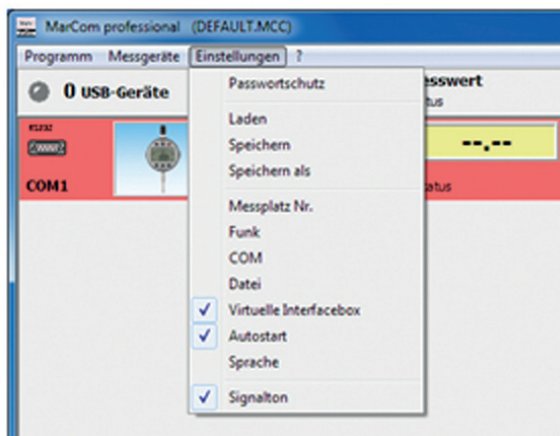 MarCom professional (DEFAULT.MCC)
Programm Messgeräte Einstellungen ?
0 USB-Geräte
Passwortschutz
Laden
Speichern
Speichern als
Messplatz Nr.
Funk
COM
Datei
Virtuelle Interfacebox
Autostart
Sprache
Signalton
RS232
COM1
esswert
tus
--.--
tatus